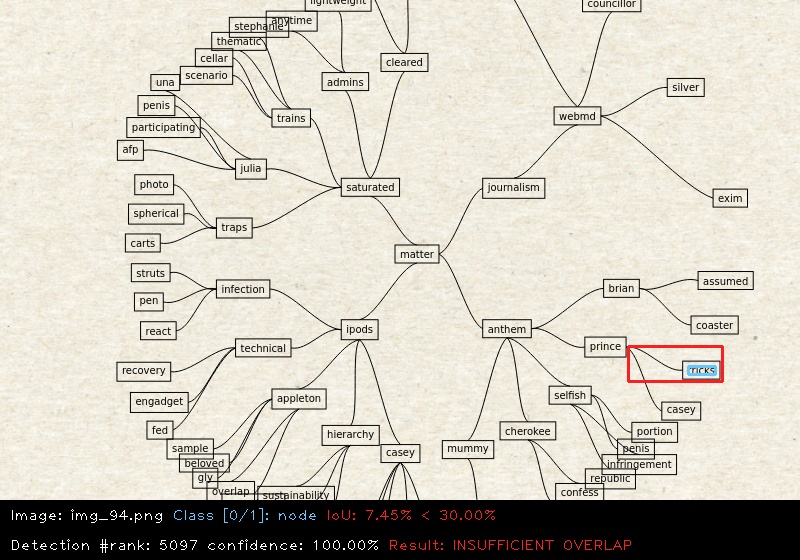 lightweight
councillor
anytime
stephanie
thematic
cleared
cellar
scenario
admins
una
silver
penis
trains
webmd
participating
afp
julia
photo
saturated
journalism
exim
spherical
traps
carts
matter
struts
assumed
infection
brian
pen
react
ipods
anthem
coaster
technical
prince
recovery
ricks
engadget
appleton
selfish
casey
fed
hierarchy
cherokee
portion
sample
casey
mummy
penis
beloved
infringement
gly
republic
overlap
sustainability
confess
Image: img_94.png Class [0/1]: node IoU: 7.45% < 30.00%
Detection #rank: 5097 confidence: 100.00% Result: INSUFFICIENT OVERLAP